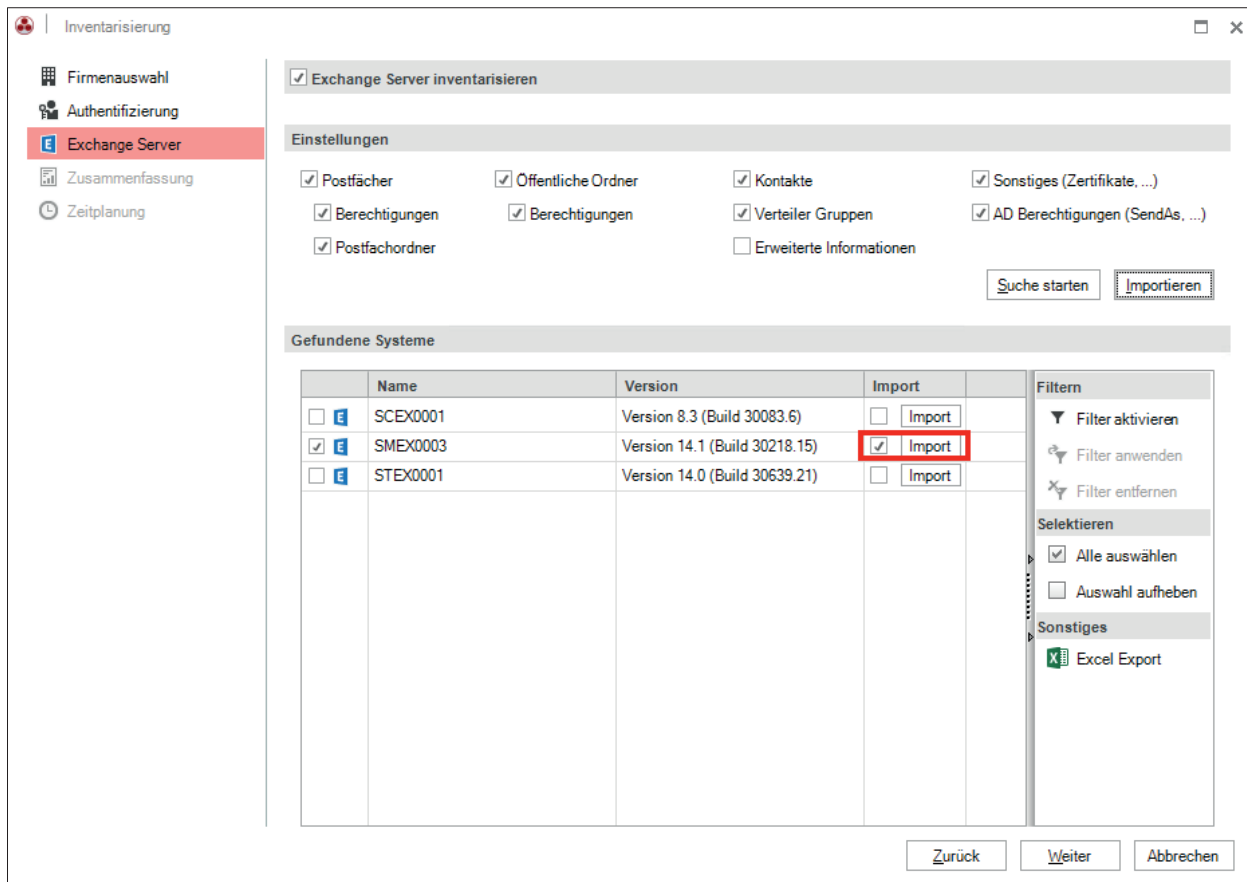 Inventarisierung
Firmenauswahl
Authentifizierung
Exchange Server
Zusammenfassung
Zeitplanung
Exchange Server inventarisieren
Einstellungen
Postfächer Öffentliche Ordner Kontakte Sonstiges (Zertifikate, ...)
Berechtigungen Berechtigungen Verteiler Gruppen AD Berechtigungen (SendAs, ...)
Postfachordner Erweiterte Informationen
Suche starten Importieren
Gefundene Systeme
Name Version Import
SCEX0001 Version 8.3 (Build 30083.6) Import
SMEX0003 Version 14.1 (Build 30218.15) Import
STEX0001 Version 14.0 (Build 30639.21) Import
Filtern
Filter aktivieren
Filter anwenden
Filter entfernen
Selektieren
Alle auswählen
Auswahl aufheben
Sonstiges
Excel Export
Zurück Weiter Abbrechen